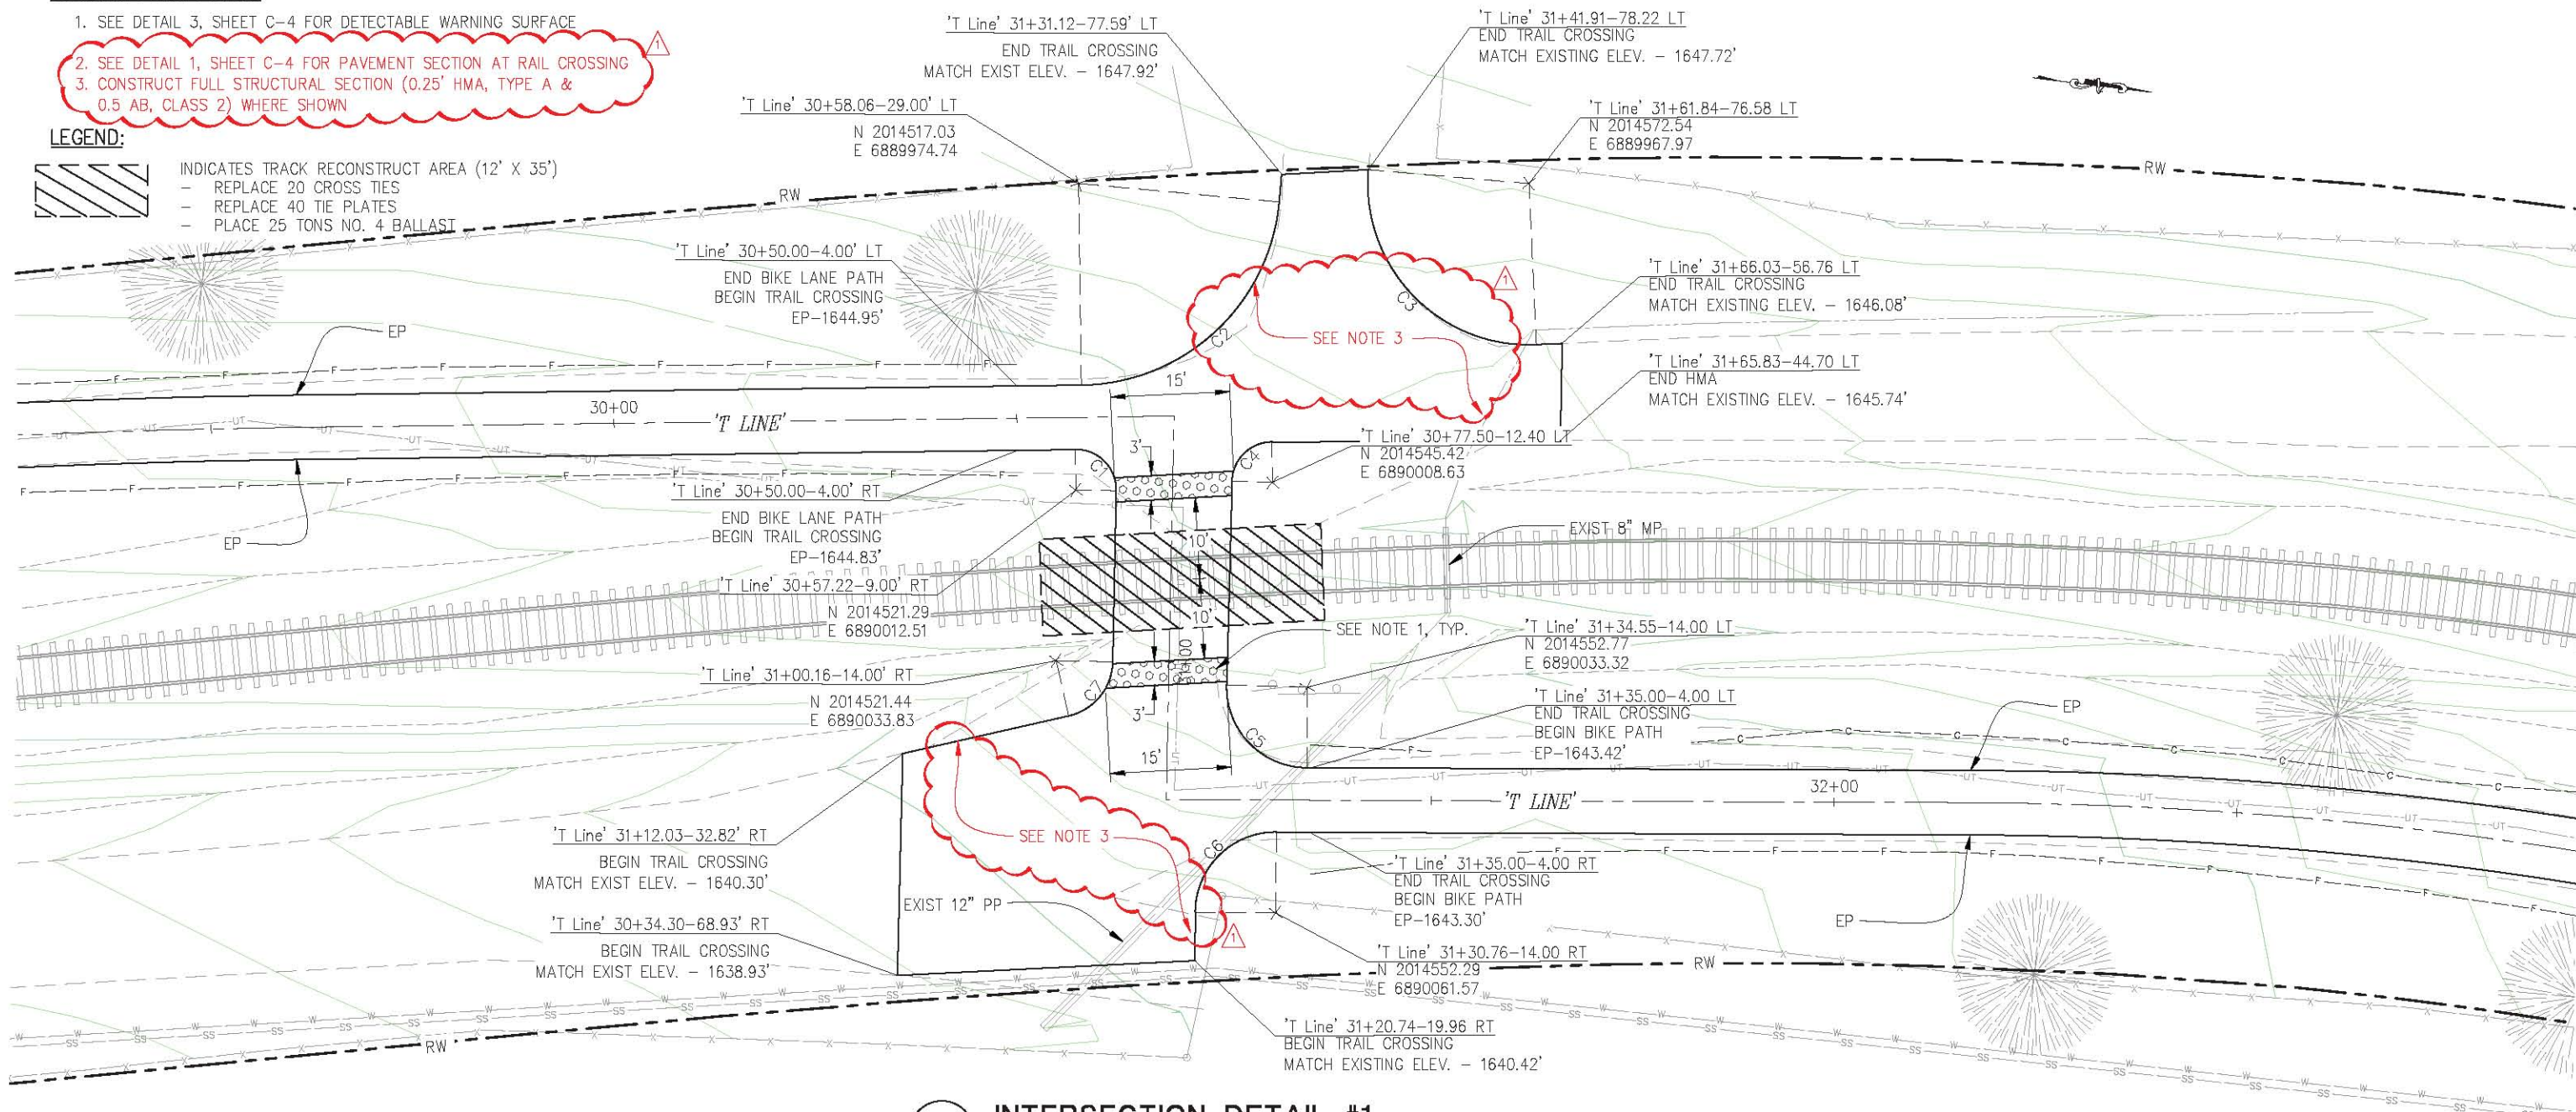 1. SEE DETAIL 3, SHEET C-4 FOR DETECTABLE WARNING SURFACE
2. SEE DETAIL 1, SHEET C-4 FOR PAVEMENT SECTION AT RAIL CROSSING
3. CONSTRUCT FULL STRUCTURAL SECTION (0.25' HMA, TYPE A &
0.5 AB, CLASS 2) WHERE SHOWN
1
LEGEND:
INDICATES TRACK RECONSTRUCT AREA (12' X 35')
- REPLACE 20 CROSS TIES
- REPLACE 40 TIE PLATES
- PLACE 25 TONS NO. 4 BALLAST
'T Line' 31+31.12-77.59' LT
END TRAIL CROSSING
MATCH EXIST ELEV. - 1647.92'
'T Line' 31+41.91-78.22 LT
END TRAIL CROSSING
MATCH EXISTING ELEV. - 1647.72'
'T Line' 30+58.06-29.00' LT
N 2014517.03
E 6889974.74
'T Line' 31+61.84-76.58 LT
N 2014572.54
E 6889967.97
RW
RW
'T Line' 30+50.00-4.00' LT
END BIKE LANE PATH
BEGIN TRAIL CROSSING
EP-1644.95'
'T Line' 31+66.03-56.76 LT
END TRAIL CROSSING
MATCH EXISTING ELEV. - 1646.08'
1
C2
C3
SEE NOTE 3
EP
'T Line' 31+65.83-44.70 LT
END HMA
MATCH EXISTING ELEV. - 1645.74'
15'
30+00
'T LINE'
3'
C1
C4
'T Line' 30+77.50-12.40 LT
N 2014545.42
E 6890008.63
'T Line' 30+50.00-4.00' RT
END BIKE LANE PATH
BEGIN TRAIL CROSSING
EP-1644.83'
EP
EXIST 8" MP
10'
'T Line' 30+57.22-9.00' RT
N 2014521.29
E 6890012.51
10'
SEE NOTE 1, TYP.
'T Line' 31+34.55-14.00 LT
N 2014552.77
E 6890033.32
'T Line' 31+00.16-14.00' RT
N 2014521.44
E 6890033.83
31+00
C7
3'
C5
15'
'T Line' 31+35.00-4.00 LT
END TRAIL CROSSING
BEGIN BIKE PATH
EP-1643.42'
EP
'T LINE'
32+00
'T Line' 31+12.03-32.82' RT
BEGIN TRAIL CROSSING
MATCH EXIST ELEV. - 1640.30'
SEE NOTE 3
C6
'T Line' 31+35.00-4.00 RT
END TRAIL CROSSING
BEGIN BIKE PATH
EP-1643.30'
EP
EXIST 12" PP
'T Line' 30+34.30-68.93' RT
BEGIN TRAIL CROSSING
MATCH EXIST ELEV. - 1638.93'
1
'T Line' 31+30.76-14.00 RT
N 2014552.29
E 6890061.57
RW
RW
'T Line' 31+20.74-19.96 RT
BEGIN TRAIL CROSSING
MATCH EXISTING ELEV. - 1640.42'
INTERSECTION DETAIL #1